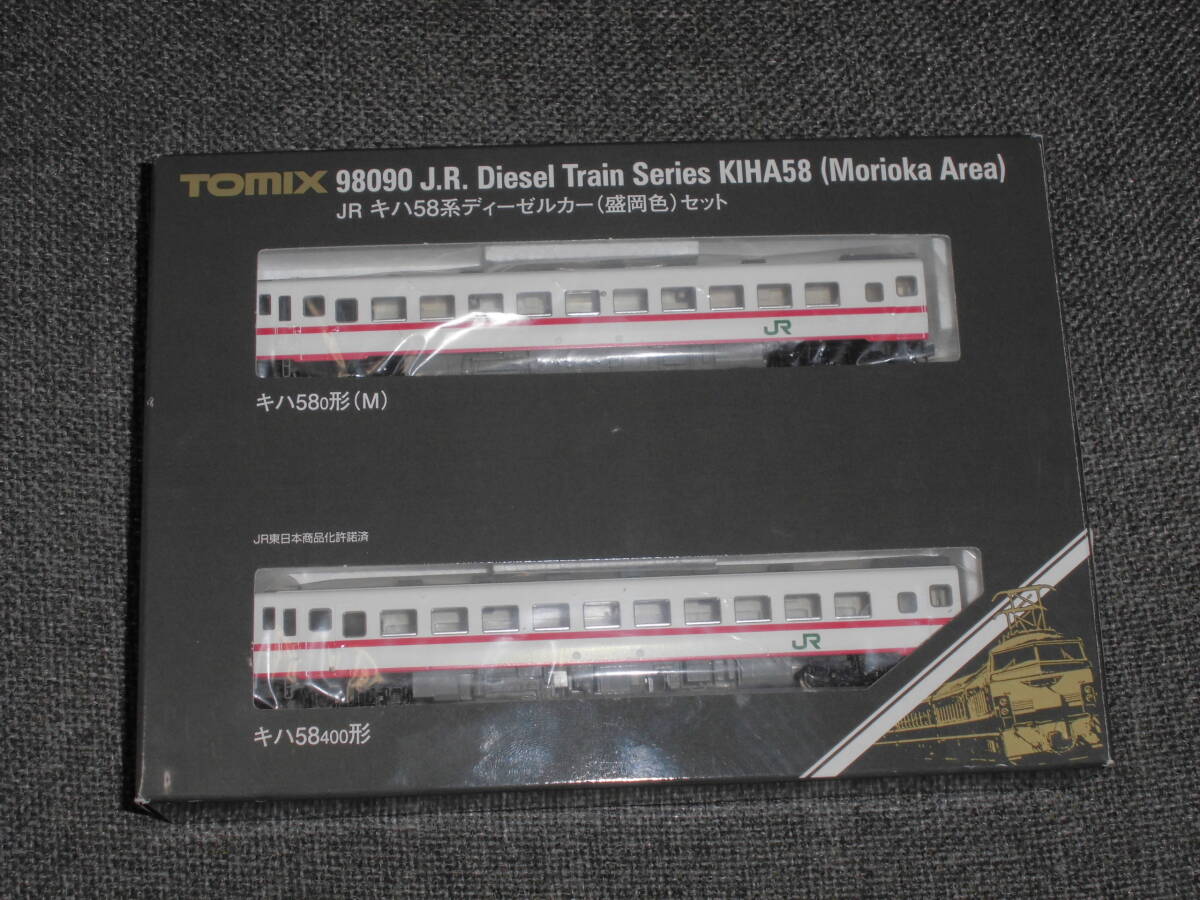 TOMIX 98090 J.R. Diesel Train Series KIHA58 (Morioka Area)
JR キハ58系ディーゼルカー(盛岡色)セット
JR
キハ580形(M)
JR東日本商品化許諾済
JR
キハ58400形